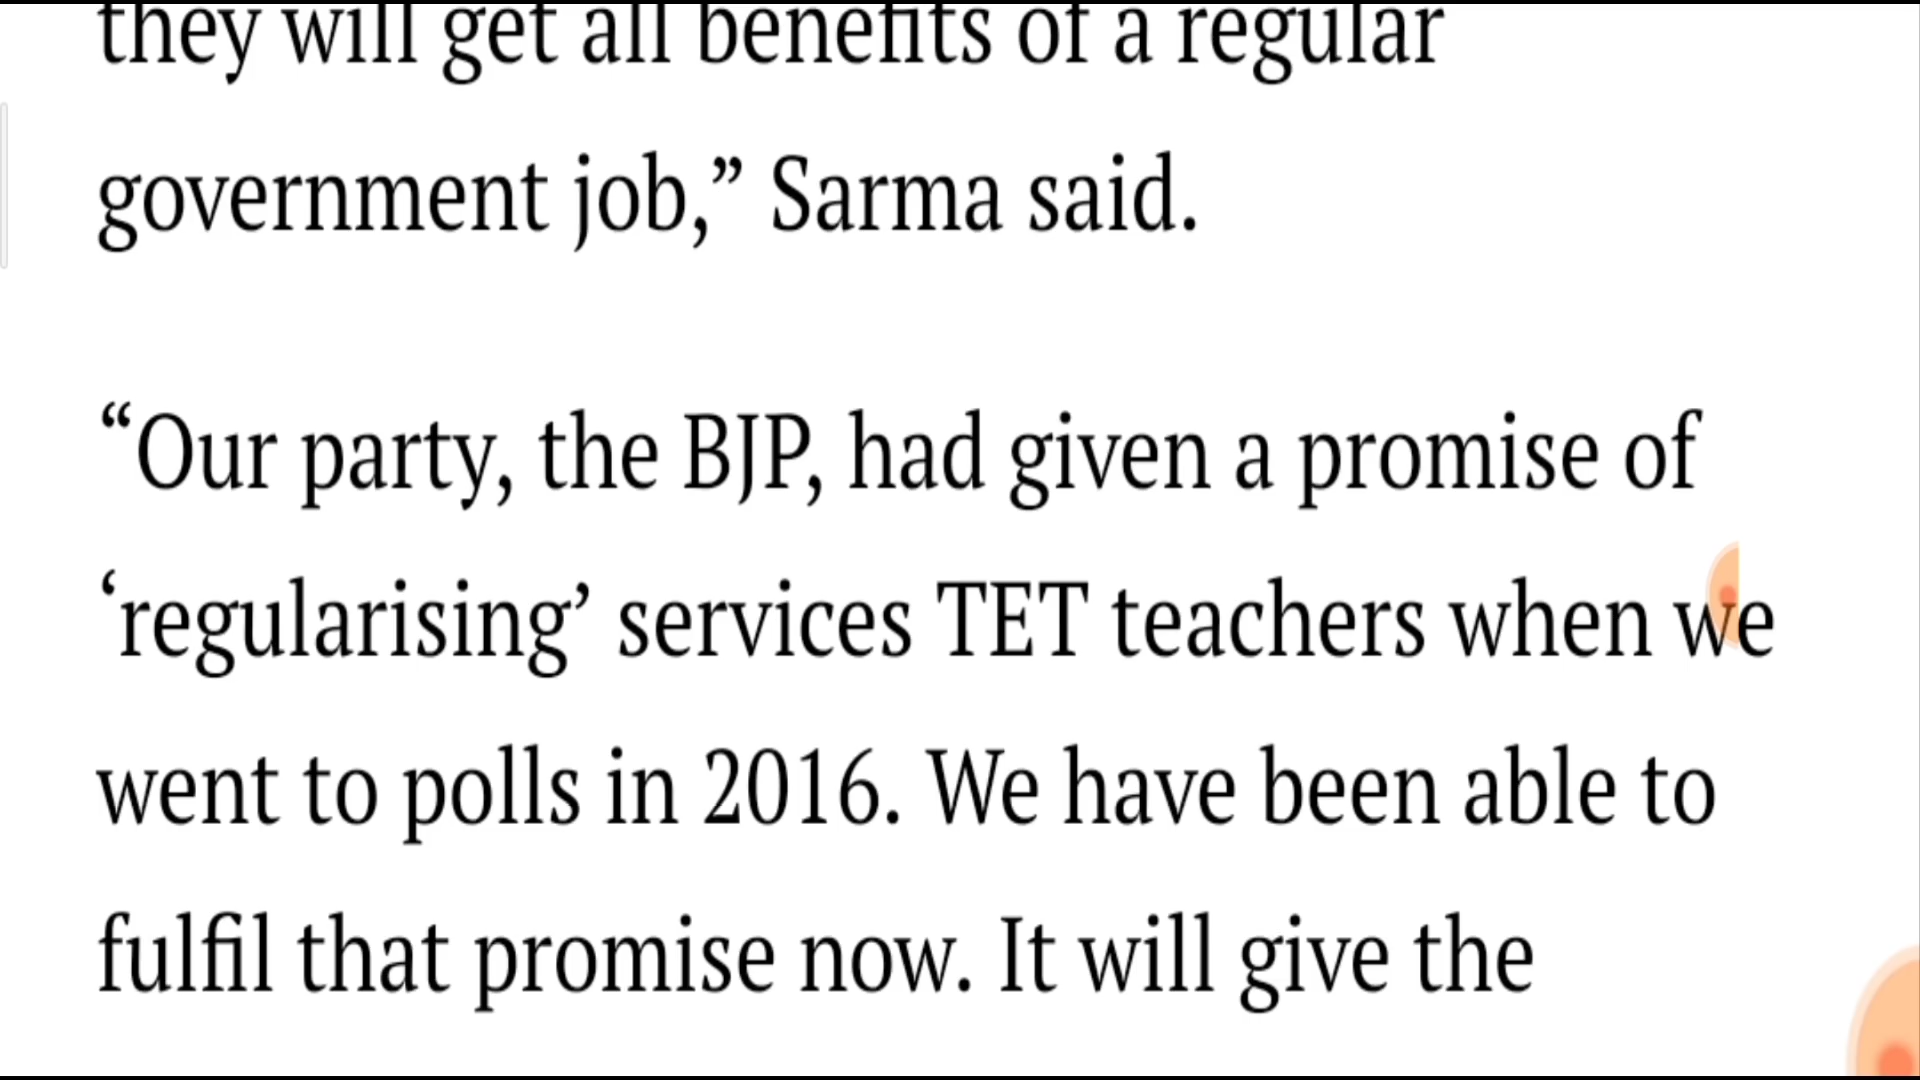 they will get all benefits of a regular
government job,” Sarma said.
“Our party, the BJP, had given a promise of
‘regularising’ services TET teachers when we
went to polls in 2016. We have been able to
fulfil that promise now. It will give the